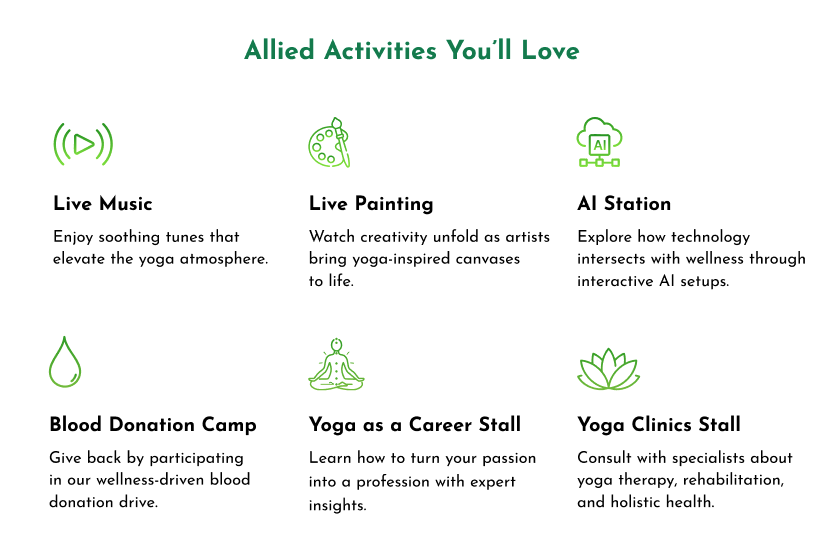 Allied Activities You'll Love
AI
Live Music
Enjoy soothing tunes that
elevate the yoga atmosphere.
Live Painting
Watch creativity unfold as artists
bring yoga-inspired canvases
to life.
AI Station
Explore how technology
intersects with wellness through
interactive AI setups.
Blood Donation Camp
Give back by participating
in our wellness-driven blood
donation drive.
Yoga as a Career Stall
Learn how to turn your passion
into a profession with expert
insights.
Yoga Clinics Stall
Consult with specialists about
yoga therapy, rehabilitation,
and holistic health.